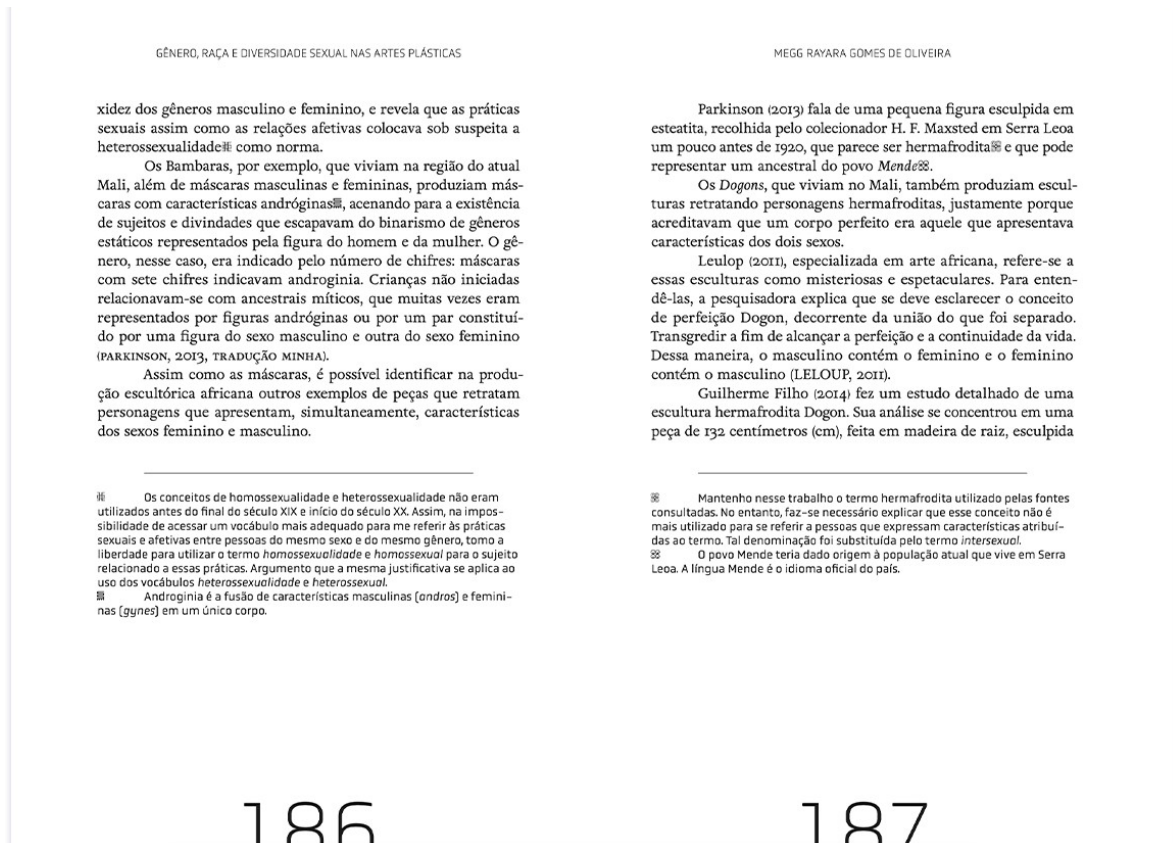 GÊNERO, RAÇA E DIVERSIDADE SEXUAL NAS ARTES PLÁSTICAS
xidez dos gêneros masculino e feminino, e revela que as práticas
sexuais assim como as relações afetivas colocava sob suspeita a
heterossexualidade como norma.
Os Bambaras, por exemplo, que viviam na região do atual
Mali, além de máscaras masculinas e femininas, produziam más-
caras com características andróginas, acenando para a existência
de sujeitos e divindades que escapavam do binarismo de gêneros
estáticos representados pela figura do homem e da mulher. O gê-
nero, nesse caso, era indicado pelo número de chifres: máscaras
com sete chifres indicavam androginia. Crianças não iniciadas
relacionavam-se com ancestrais míticos, que muitas vezes eram
representados por figuras andróginas ou por um par constituí-
do por uma figura do sexo masculino e outra do sexo feminino
(PARKINSON, 2013, TRADUÇÃO MINHA).
Assim como as máscaras, é possível identificar na produ-
ção escultórica africana outros exemplos de peças que retratam
personagens que apresentam, simultaneamente, características
dos sexos feminino e masculino.
Os conceitos de homossexualidade e heterossexualidade não eram
utilizados antes do final do século XIX e início do século XX. Assim, na impos-
sibilidade de acessar um vocábulo mais adequado para me referir às práticas
sexuais e afetivas entre pessoas do mesmo sexo e do mesmo gênero, tomo a
liberdade para utilizar o termo homossexualidade e homossexual para o sujeito
relacionado a essas práticas. Argumento que a mesma justificativa se aplica ao
uso dos vocábulos heterossexualidade e heterossexual.
Androginia é a fusão de características masculinas (andros) e femini-
nas (gynes) em um único corpo.
186
MEGG RAYARA GOMES DE OLIVEIRA
Parkinson (2013) fala de uma pequena figura esculpida em
esteatita, recolhida pelo colecionador H. F. Maxsted em Serra Leoa
um pouco antes de 1920, que parece ser hermafrodita e que pode
representar um ancestral do povo Mende.
Os Dogons, que viviam no Mali, também produziam escul-
turas retratando personagens hermafroditas, justamente porque
acreditavam que um corpo perfeito era aquele que apresentava
características dos dois sexos.
Leulop (2011), especializada em arte africana, refere-se a
essas esculturas como misteriosas e espetaculares. Para enten-
dê-las, a pesquisadora explica que se deve esclarecer o conceito
de perfeição Dogon, decorrente da união do que foi separado.
Transgredir a fim de alcançar a perfeição e a continuidade da vida.
Dessa maneira, o masculino contém o feminino e o feminino
contém o masculino (LELOUP, 2011).
Guilherme Filho (2014) fez um estudo detalhado de uma
escultura hermafrodita Dogon. Sua análise se concentrou em uma
peça de 132 centímetros (cm), feita em madeira de raiz, esculpida
Mantenho nesse trabalho o termo hermafrodita utilizado pelas fontes
consultadas. No entanto, faz-se necessário explicar que esse conceito não é
mais utilizado para se referir a pessoas que expressam características atribuí-
das ao termo. Tal denominação foi substituída pelo termo intersexual.
O povo Mende teria dado origem à população atual que vive em Serra
Leoa. A língua Mende é o idioma oficial do país.
187